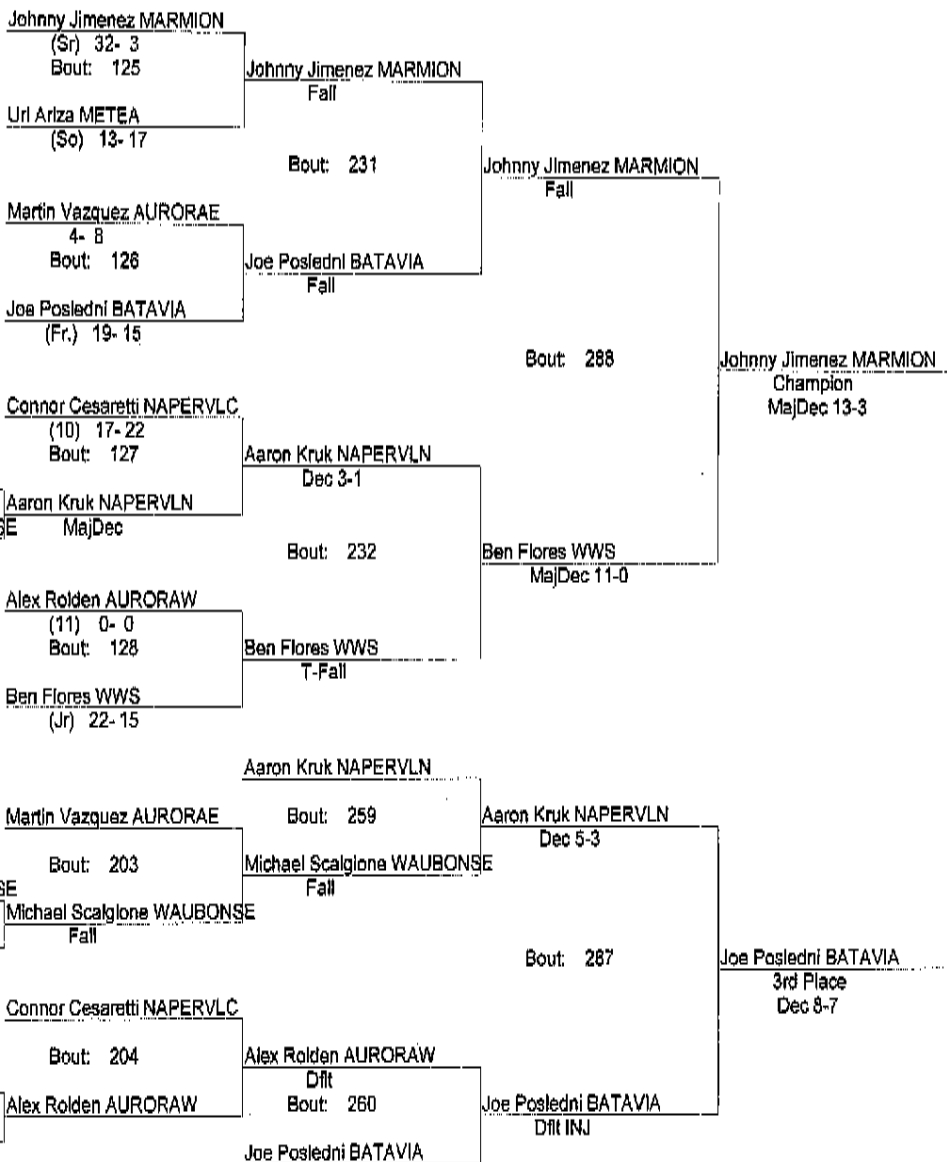 Johnny Jimenez MARMION
(Sr) 32- 3
Bout: 125
Johnny Jimenez MARMION
Fall
Uri Ariza METEA
(So) 13- 17
Bout: 231
Johnny Jimenez MARMION
Fall
Martin Vazquez AURORAE
4- 8
Bout: 126
Joe Posledni BATAVIA
Fall
Joe Posledni BATAVIA
(Fr.) 19- 15
Bout: 288
Johnny Jimenez MARMION
Champion
MajDec 13-3
Connor Cesaretti NAPERVLC
(10) 17- 22
Bout: 127
Aaron Kruk NAPERVLN
Dec 3-1
Aaron Kruk NAPERVLN
SE MajDec
Bout: 232
Ben Flores WWS
MajDec 11-0
Alex Rolden AURORAW
(11) 0- 0
Bout: 128
Ben Flores WWS
T-Fall
Ben Flores WWS
(Jr) 22- 15
Aaron Kruk NAPERVLN
Martin Vazquez AURORAE
Bout: 259
Aaron Kruk NAPERVLN
Dec 5-3
Bout: 203
Michael Scalgione WAUBONSE
Fall
SE
Michael Scalgione WAUBONSE
Fall
Bout: 287
Joe Posledni BATAVIA
3rd Place
Dec 8-7
Connor Cesaretti NAPERVLC
Bout: 204
Alex Rolden AURORAW
Dflt
Alex Rolden AURORAW
Bout: 260
Joe Posledni BATAVIA
Dflt INJ
Joe Posledni BATAVIA